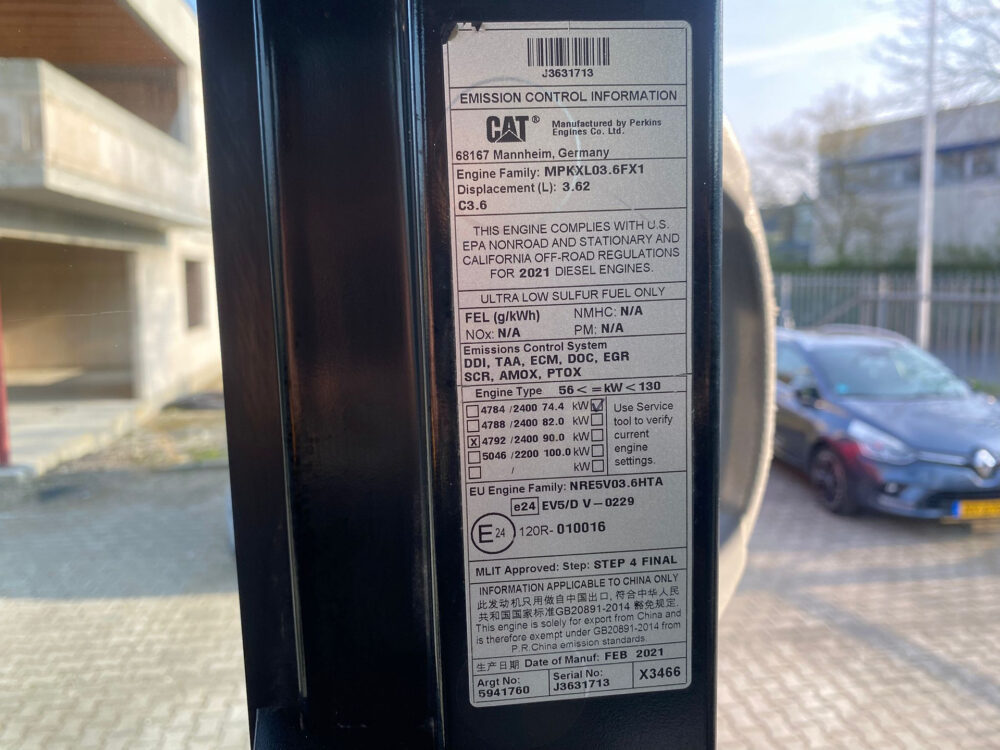 J3631713
EMISSION CONTROL INFORMATION
CAT® Manufactured by Perkins
Engines Co. Ltd.
68167 Mannheim, Germany
Engine Family: MPKXL03.6FX1
Displacement (L): 3.62
C3.6
THIS ENGINE COMPLIES WITH U.S.
EPA NONROAD AND STATIONARY AND
CALIFORNIA OFF-ROAD REGULATIONS
FOR 2021 DIESEL ENGINES.
ULTRA LOW SULFUR FUEL ONLY
FEL (g/kWh) NMHC: N/A
NOx: N/A PM: N/A
Emissions Control System
DDI, TAA, ECM, DOC, EGR
SCR, AMOX, PTOX
Engine Type 56 < = kW < 130
4784 /2400 74.4 kW Use Service
4788 /2400 82.0 kW tool to verify
X 4792 /2400 90.0 kW current
5046 /2200 100.0 kW engine
/ kW settings.
EU Engine Family: NRE5V03.6HTA
e24 EV5/D V-0229
E24 120R- 010016
MLIT Approved: Step: STEP 4 FINAL
INFORMATION APPLICABLE TO CHINA ONLY
此发动机只用做自中国出口, 符合中华人民
共和国国家标准GB20891-2014 豁免规定.
This engine is solely for export from China and
is therefore exempt under GB20891-2014 from
P.R.China emission standards.
生产日期 Date of Manuf: FEB 2021
Argt No: Serial No: X3466
5941760 J3631713